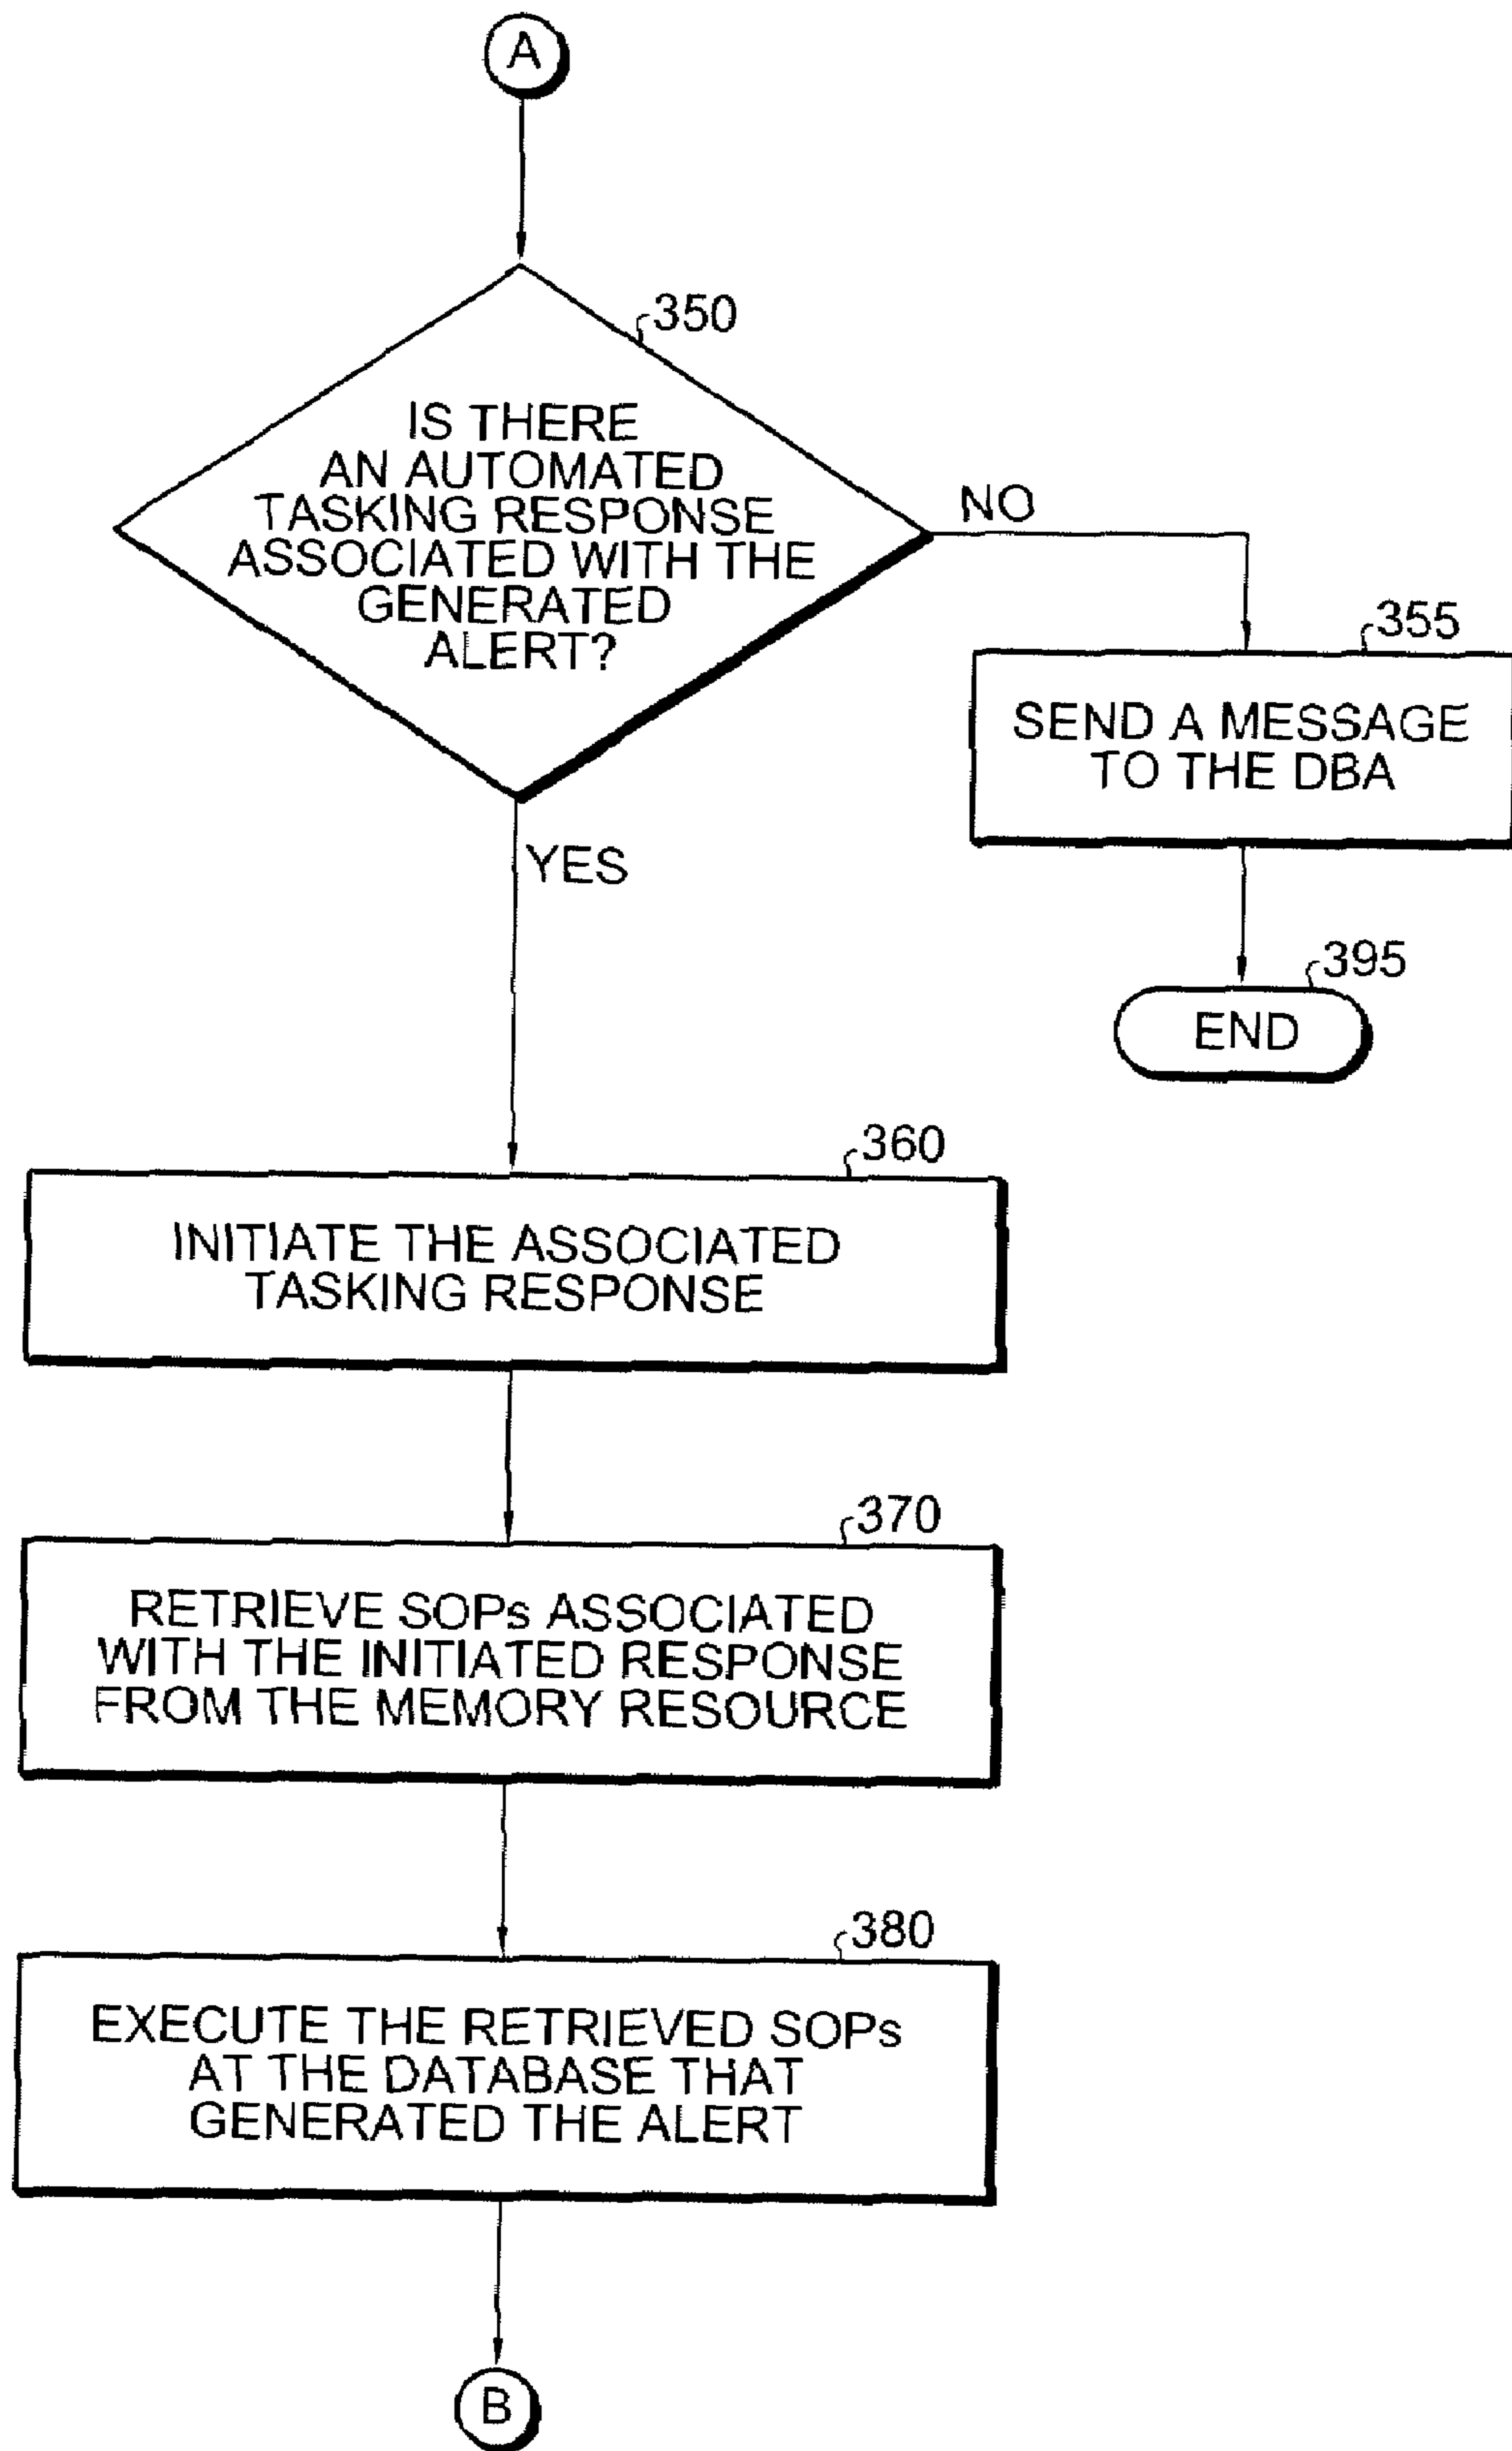 A
350
IS THERE
AN AUTOMATED
TASKING RESPONSE
ASSOCIATED WITH THE
GENERATED
ALERT?
NO
355
SEND A MESSAGE
TO THE DBA
YES
395
END
360
INITIATE THE ASSOCIATED
TASKING RESPONSE
370
RETRIEVE SOPs ASSOCIATED
WITH THE INITIATED RESPONSE
FROM THE MEMORY RESOURCE
380
EXECUTE THE RETRIEVED SOPs
AT THE DATABASE THAT
GENERATED THE ALERT
B